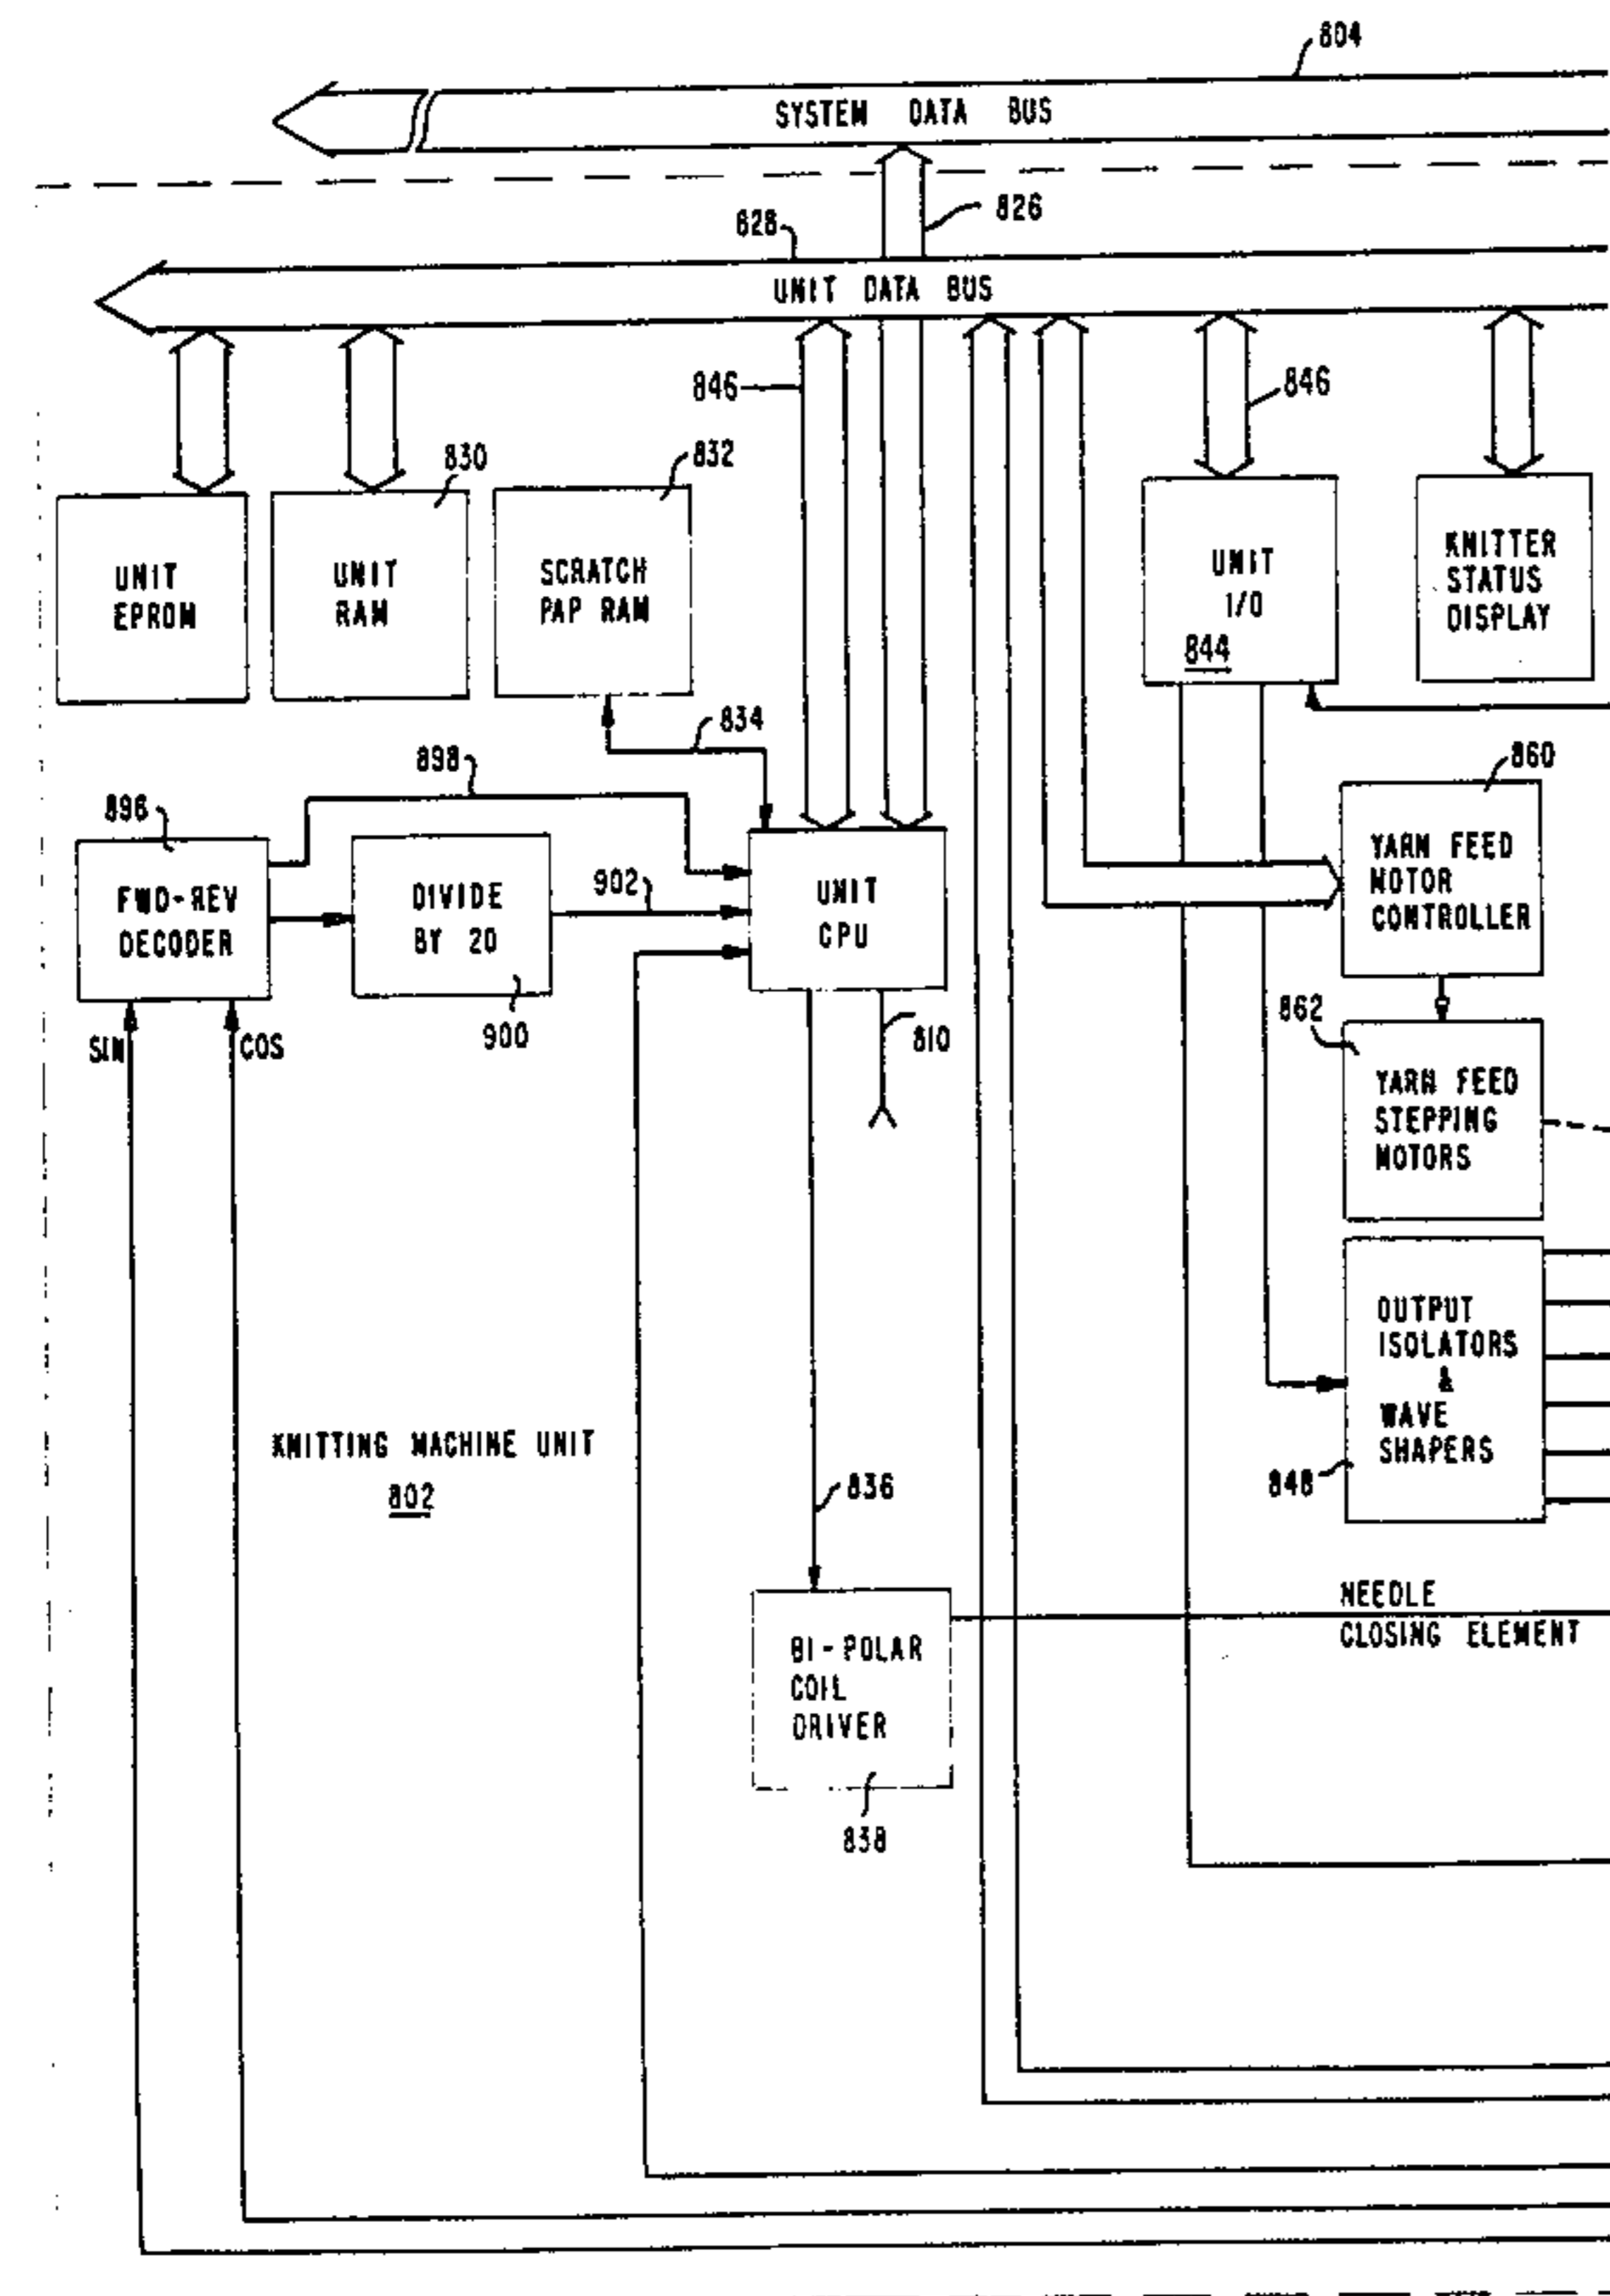 804
SYSTEM DATA BUS
826
828
UNIT DATA BUS
846
846
830
832
UNIT
EPROM
UNIT
RAM
SCRATCH
PAP RAM
UNIT
I/O
844
KNITTER
STATUS
DISPLAY
834
898
860
896
FWD-REV
DECODER
DIVIDE
BY 20
902
UNIT
CPU
YARN FEED
MOTOR
CONTROLLER
SIN
COS
900
810
862
YARN FEED
STEPPING
MOTORS
OUTPUT
ISOLATORS
&
WAVE
SHAPERS
848
KNITTING MACHINE UNIT
802
836
NEEDLE
CLOSING ELEMENT
BI-POLAR
COIL
DRIVER
838